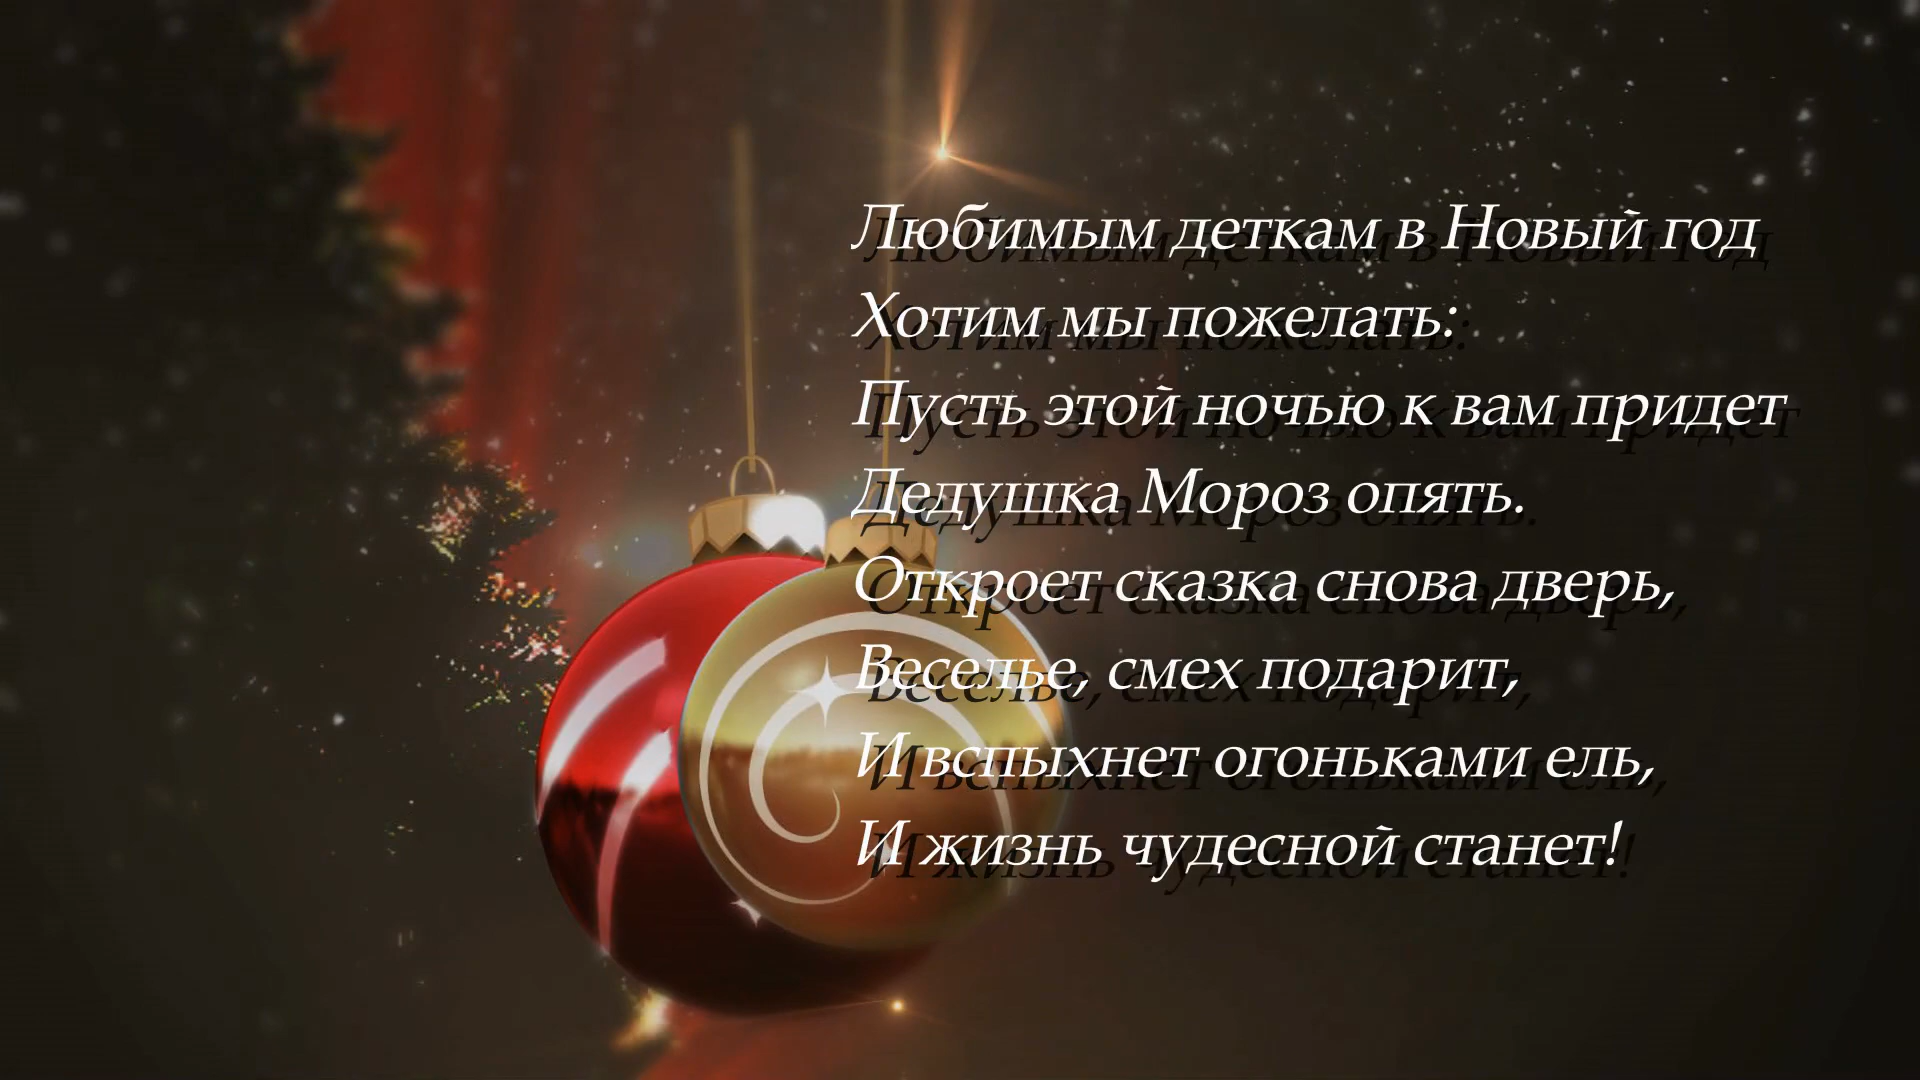 Любимым деткам в Новый год
Хотим мы пожелать:
Пусть этой ночью к вам придет
Дедушка Мороз опять.
Откроет сказка снова дверь,
Веселье, смех подарит,
И вспыхнет огоньками ель,
И жизнь чудесной станет!